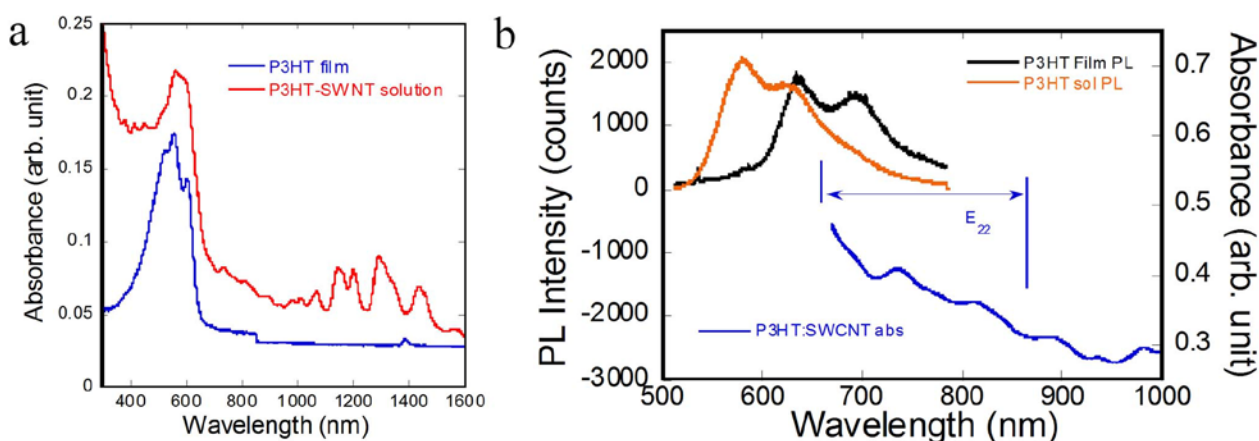 a
Absorbance (arb. unit)
0.25
0.2
0.15
0.1
0.05
0
P3HT film
P3HT-SWNT solution
400 600 800 1000 1200 1400 1600
Wavelength (nm)
b
PL Intensity (counts)
2000
1000
0
-1000
-2000
-3000
P3HT Film PL
P3HT sol PL
E22
P3HT:SWCNT abs
500 600 700 800 900 1000
Wavelength (nm)
0.7
0.6
0.5
0.4
0.3
Absorbance (arb. unit)